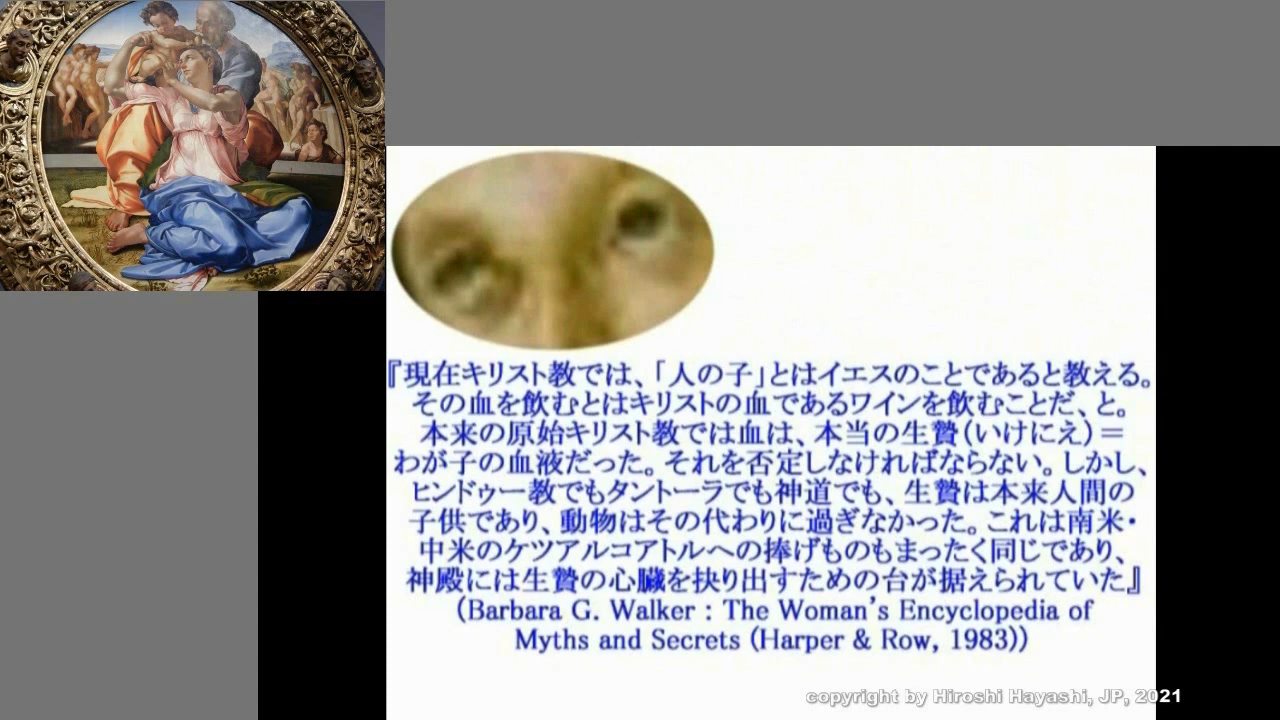 『現在キリスト教では、「人の子」とはイエスのことであると教える。
その血を飲むとはキリストの血であるワインを飲むことだ、と。
本来の原始キリスト教では血は、本当の生贄(いけにえ)＝
わが子の血液だった。それを否定しなければならない。しかし、
ヒンドゥー教でもタントーラでも神道でも、生贄は本来人間の
子供であり、動物はその代わりに過ぎなかった。これは南米・
中米のケツアルコアトルへの捧げものもまったく同じであり、
神殿には生贄の心臓を抉り出すための台が据えられていた』
(Barbara G. Walker : The Woman's Encyclopedia of
Myths and Secrets (Harper & Row, 1983))
copyright by Hiroshi Hayashi, JP, 2021